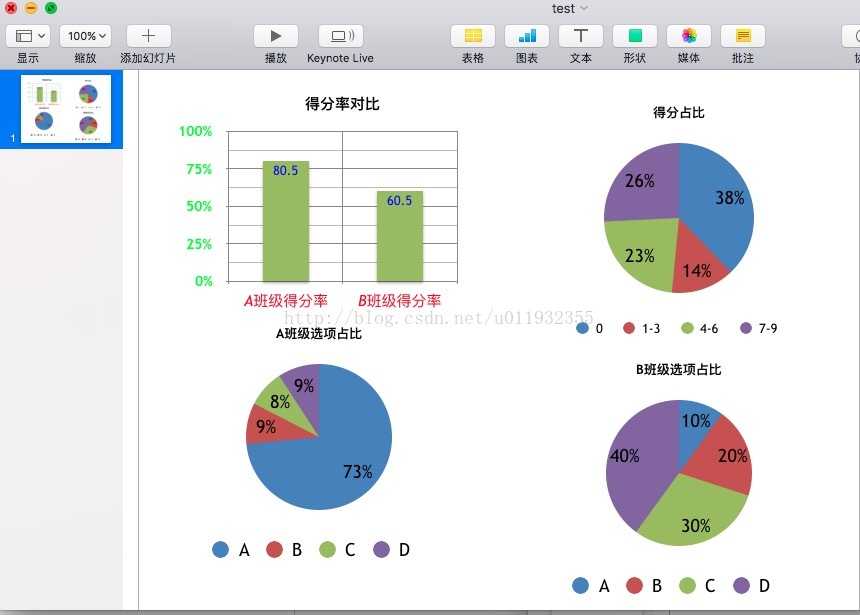 test
100%
显示
缩放
添加幻灯片
播放
Keynote Live
表格
图表
文本
形状
媒体
批注
1
得分率对比
100%
75%
50%
25%
0%
80.5
60.5
A班级得分率
B班级得分率
得分占比
26%
38%
23%
14%
0
1-3
4-6
7-9
http://blog.csdn.net/u011932355
A班级选项占比
9%
8%
9%
73%
A
B
C
D
B班级选项占比
10%
40%
20%
30%
A
B
C
D